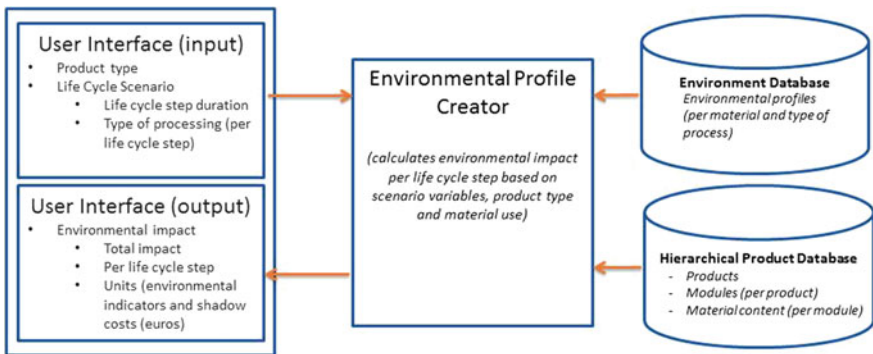 User Interface (input)
• Product type
• Life Cycle Scenario
• Life cycle step duration
• Type of processing (per
life cycle step)
User Interface (output)
• Environmental impact
• Total impact
• Per life cycle step
• Units (environmental
indicators and shadow
costs (euros)
Environmental Profile
Creator
(calculates environmental impact
per life cycle step based on
scenario variables, product type
and material use)
Environment Database
Environmental profiles
(per material and type of
process)
Hierarchical Product Database
- Products
- Modules (per product)
- Material content (per module)